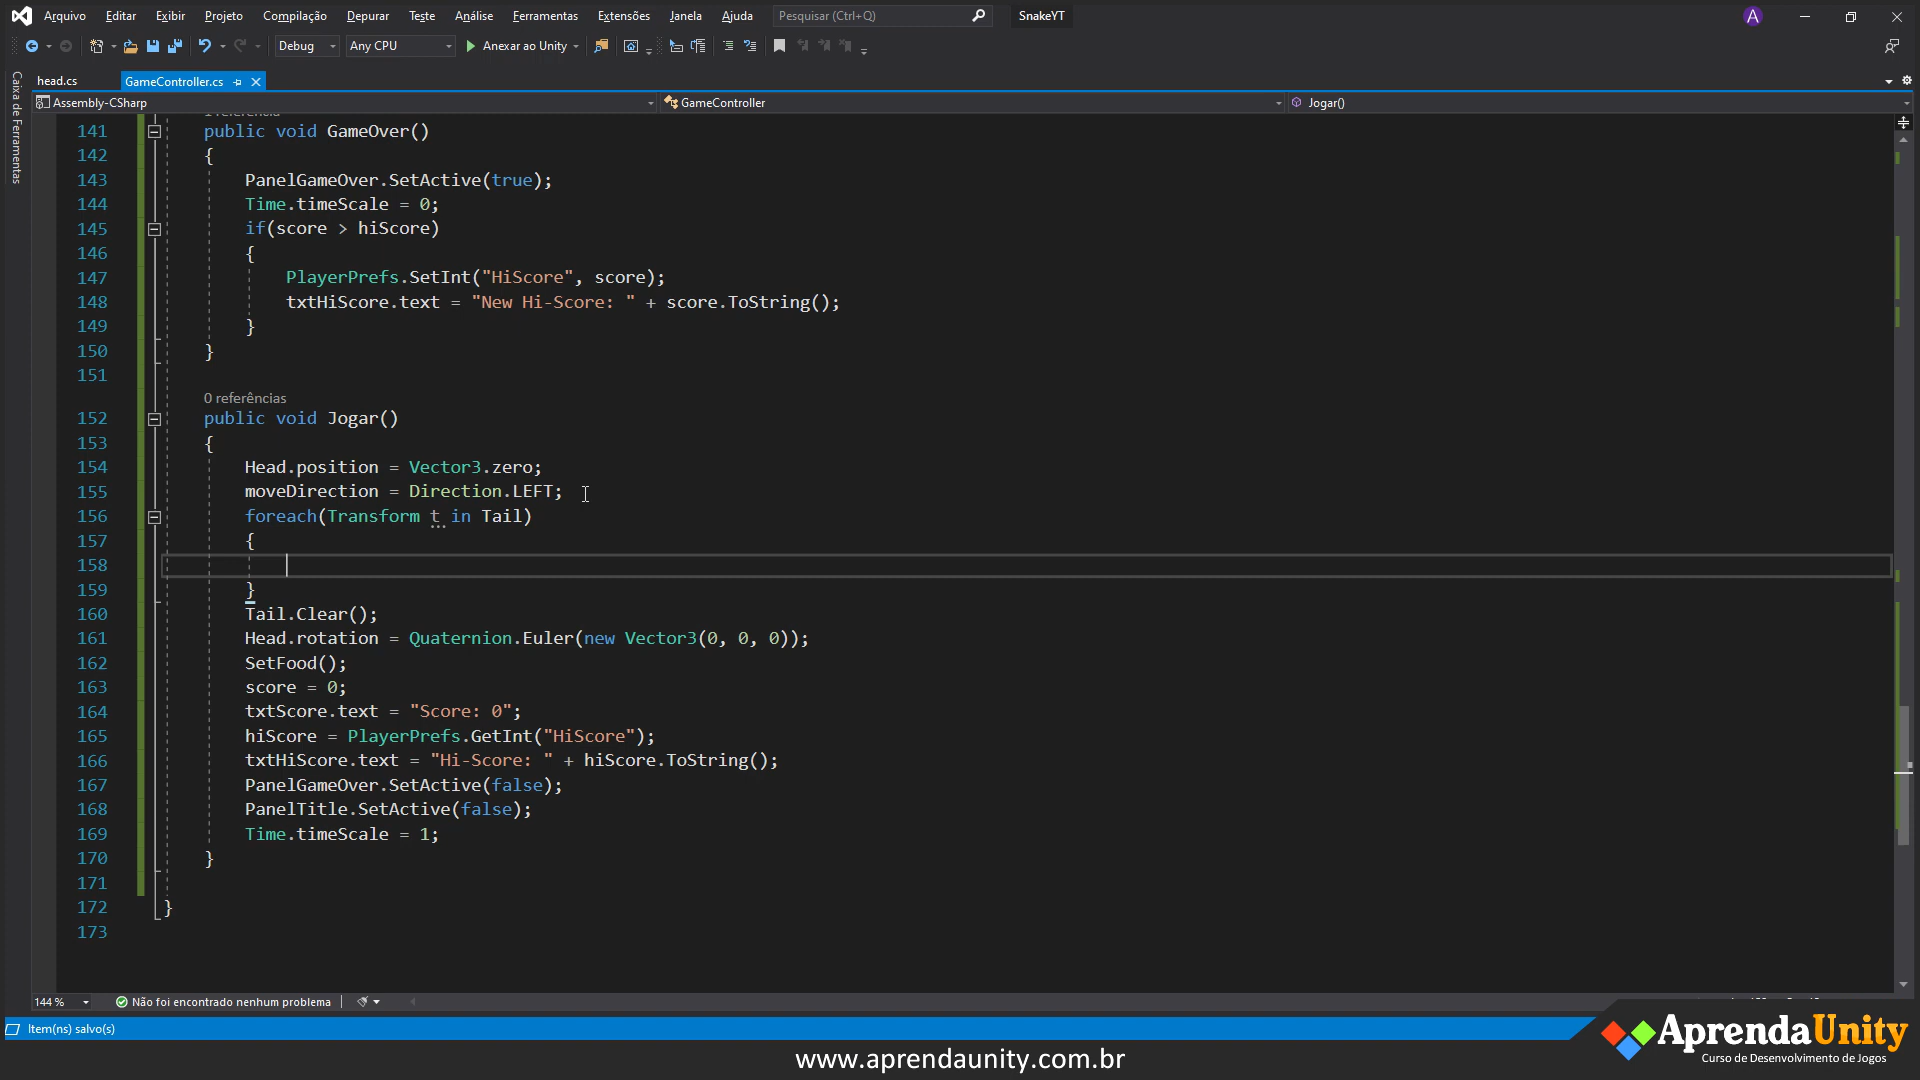 Arquivo Editar Exibir Projeto Compilação Depurar Teste Análise Ferramentas Extensões Janela Ajuda Pesquisar (Ctrl+Q) SnakeYT A
Debug Any CPU Anexar ao Unity
Caixa de Ferramentas
head.cs GameController.cs
Assembly-CSharp GameController Jogar()
141 public void GameOver()
142 {
143 PanelGameOver.SetActive(true);
144 Time.timeScale = 0;
145 if(score > hiScore)
146 {
147 PlayerPrefs.SetInt("HiScore", score);
148 txtHiScore.text = "New Hi-Score: " + score.ToString();
149 }
150 }
151
0 referências
152 public void Jogar()
153 {
154 Head.position = Vector3.zero;
155 moveDirection = Direction.LEFT;
156 foreach(Transform t in Tail)
157 {
158
159 }
160 Tail.Clear();
161 Head.rotation = Quaternion.Euler(new Vector3(0, 0, 0));
162 SetFood();
163 score = 0;
164 txtScore.text = "Score: 0";
165 hiScore = PlayerPrefs.GetInt("HiScore");
166 txtHiScore.text = "Hi-Score: " + hiScore.ToString();
167 PanelGameOver.SetActive(false);
168 PanelTitle.SetActive(false);
169 Time.timeScale = 1;
170 }
171
172 }
173
144 % Não foi encontrado nenhum problema
Item(ns) salvo(s)
AprendaUnity
Curso de Desenvolvimento de Jogos
www.aprendaunity.com.br